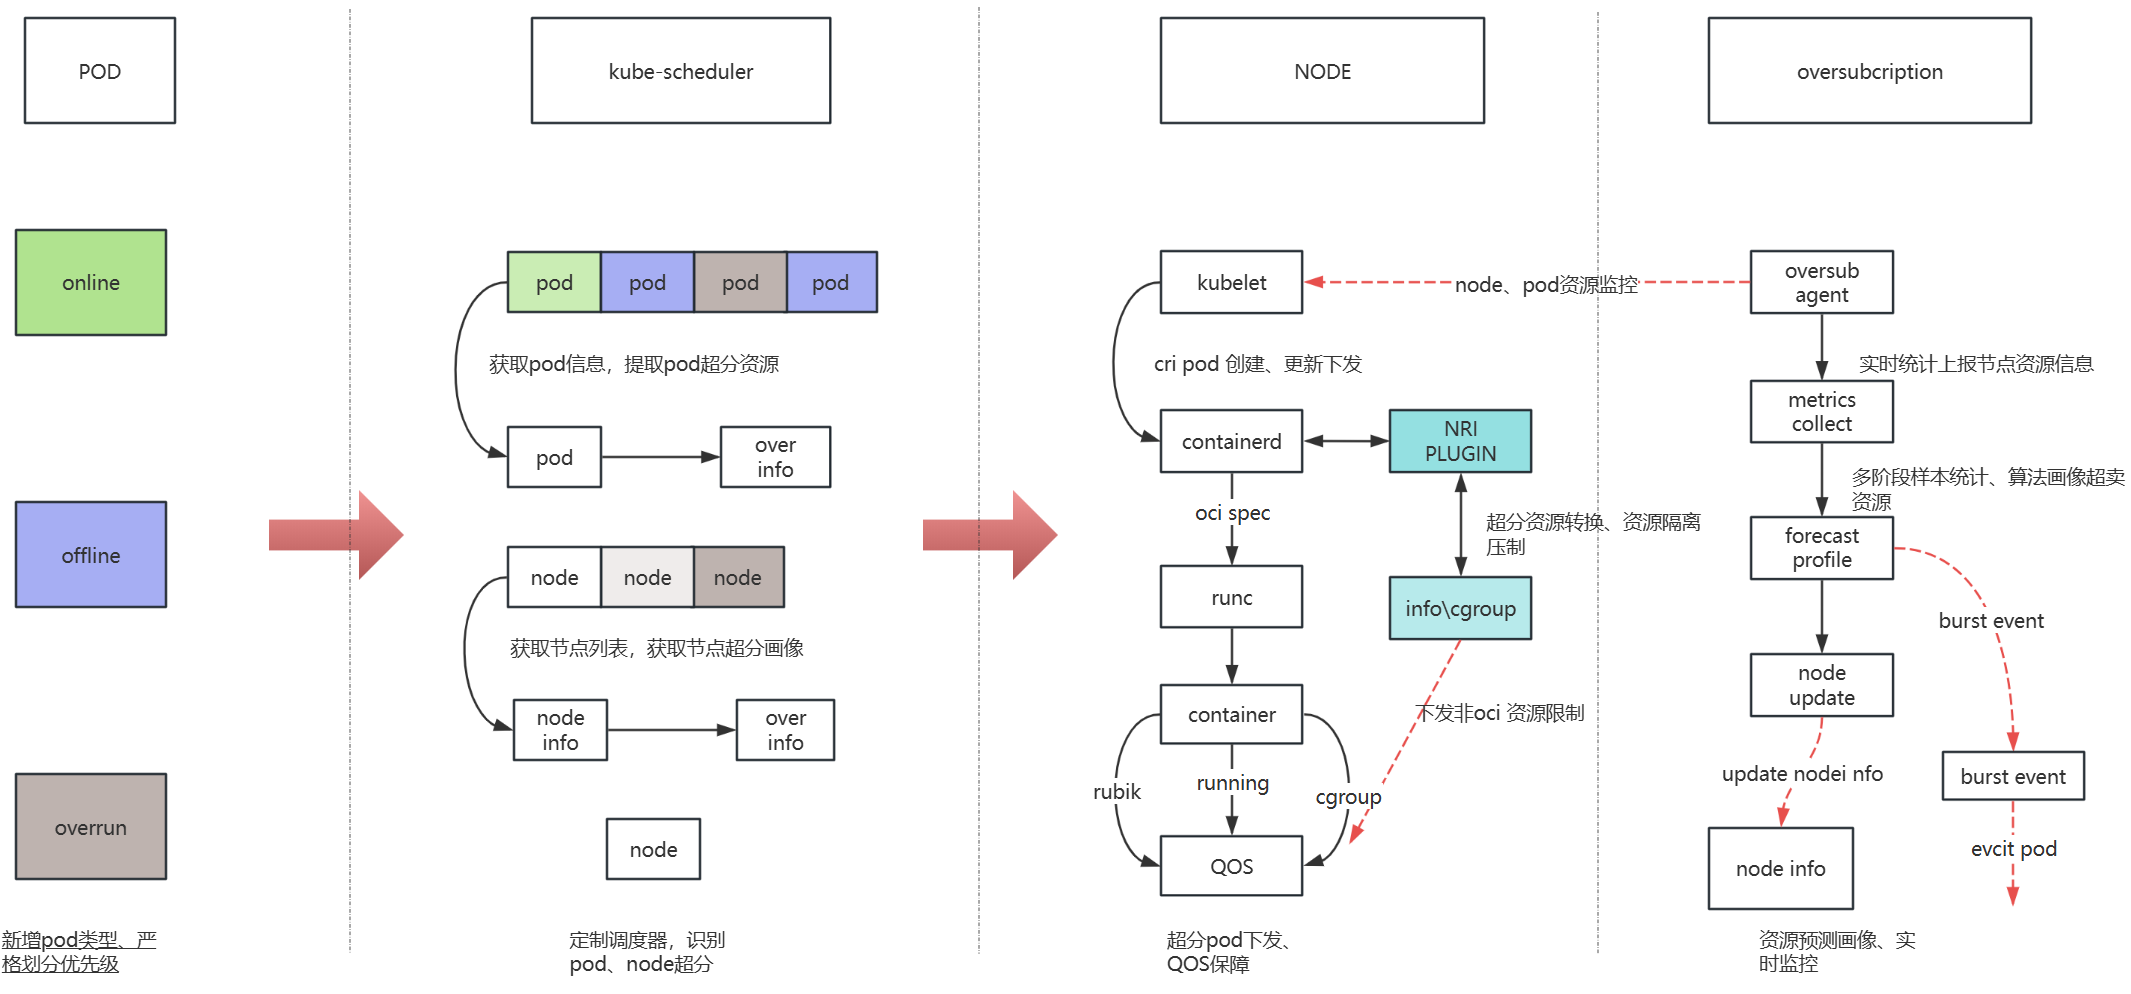 POD
kube-scheduler
NODE
oversubcription
online
offline
overrun
新增pod类型、严
格划分优先级
pod
pod
pod
pod
获取pod信息，提取pod超分资源
pod
over
info
node
node
node
获取节点列表，获取节点超分画像
node
info
over
info
node
定制调度器，识别
pod、node超分
kubelet
node、pod资源监控
cri pod 创建、更新下发
containerd
NRI
PLUGIN
oci spec
超分资源转换、资源隔离
压制
runc
info\cgroup
container
下发非oci 资源限制
rubik
running
cgroup
QOS
超分pod下发、
QOS保障
oversub
agent
实时统计上报节点资源信息
metrics
collect
多阶段样本统计、算法画像超卖
资源
forecast
profile
burst event
node
update
update nodei nfo
burst event
node info
evcit pod
资源预测画像、实
时监控